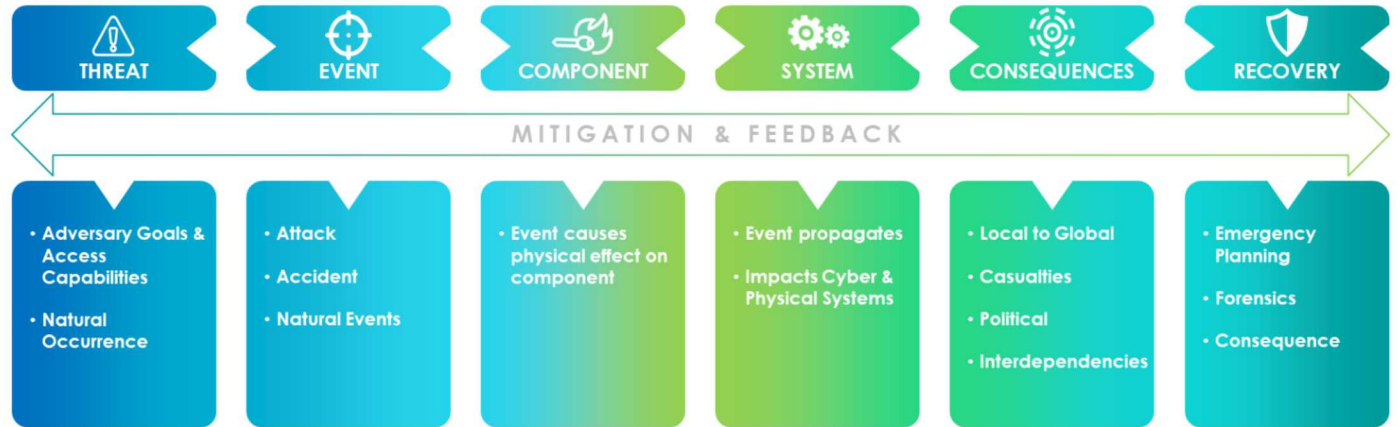 THREAT
EVENT
COMPONENT
SYSTEM
CONSEQUENCES
RECOVERY
MITIGATION & FEEDBACK
• Adversary Goals &
Access
Capabilities
• Natural
Occurrence
• Attack
• Accident
• Natural Events
• Event causes
physical effect on
component
• Event propagates
• Impacts Cyber &
Physical Systems
• Local to Global
• Casualties
• Political
• Interdependencies
• Emergency
Planning
• Forensics
• Consequence